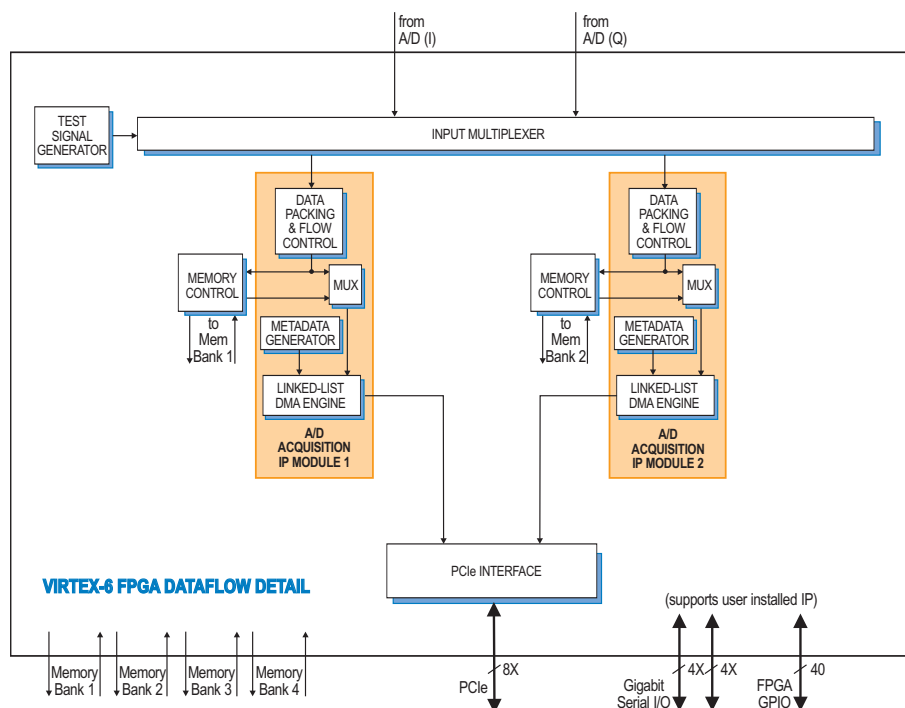 from
A/D (I)
from
A/D (Q)
TEST
SIGNAL
GENERATOR
INPUT MULTIPLEXER
DATA
PACKING
& FLOW
CONTROL
MEMORY
CONTROL
MUX
to
Mem
Bank 1
METADATA
GENERATOR
LINKED-LIST
DMA ENGINE
A/D
ACQUISITION
IP MODULE 1
DATA
PACKING
& FLOW
CONTROL
MEMORY
CONTROL
MUX
to
Mem
Bank 2
METADATA
GENERATOR
LINKED-LIST
DMA ENGINE
A/D
ACQUISITION
IP MODULE 2
PCIe INTERFACE
VIRTEX-6 FPGA DATAFLOW DETAIL
(supports user installed IP)
Memory
Bank 1
Memory
Bank 2
Memory
Bank 3
Memory
Bank 4
8X
PCIe
4X
4X
Gigabit
Serial I/O
40
FPGA
GPIO